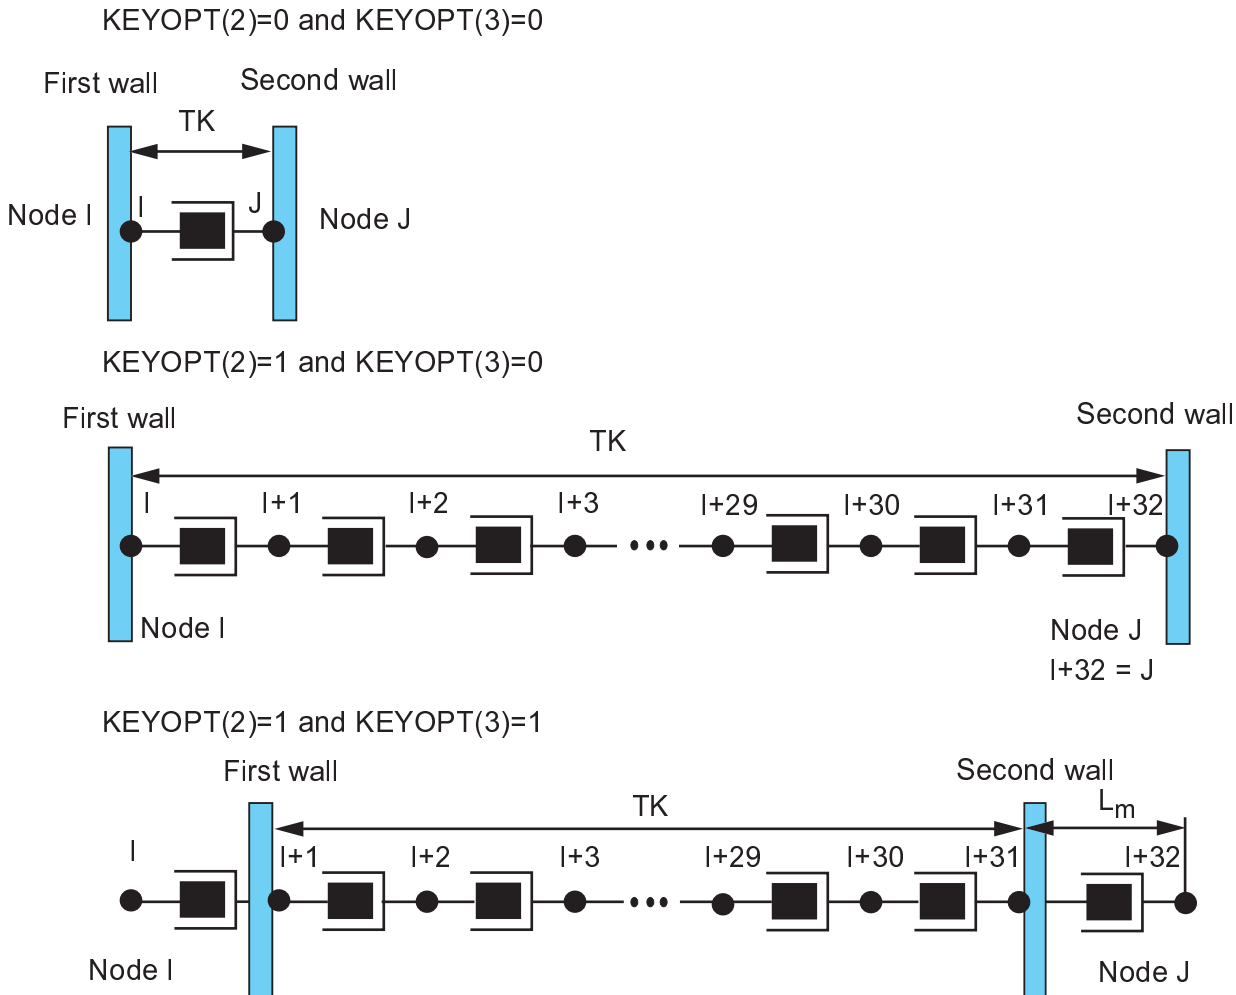 KEYOPT(2)=0 and KEYOPT(3)=0
First wall Second wall
TK
Node I I J Node J
KEYOPT(2)=1 and KEYOPT(3)=0
First wall Second wall
TK
I I+1 I+2 I+3 I+29 I+30 I+31 I+32
Node I Node J
I+32 = J
KEYOPT(2)=1 and KEYOPT(3)=1
First wall Second wall
TK Lm
I I+1 I+2 I+3 I+29 I+30 I+31 I+32
Node I Node J